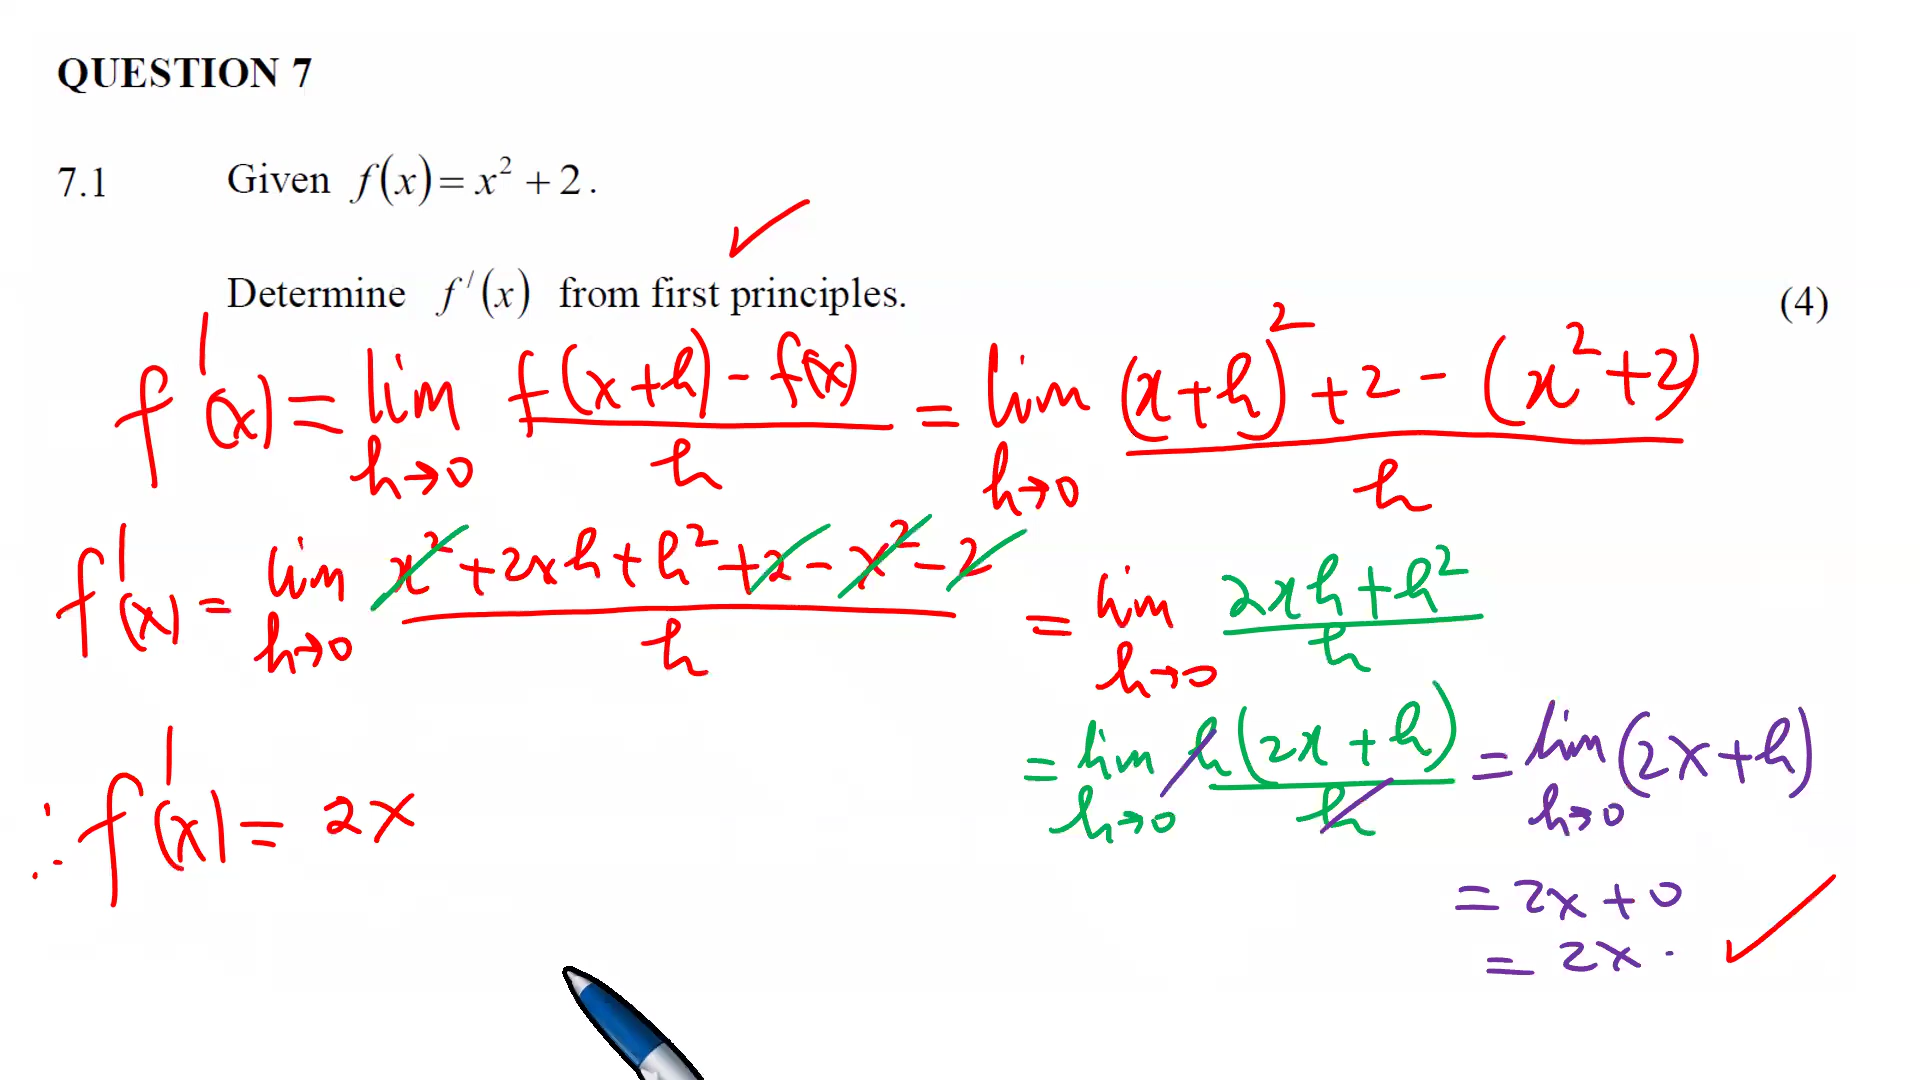 QUESTION 7
7.1 Given f(x) = x² + 2.
Determine f′(x) from first principles. (4)
f'(x) = lim h→0 f(x+h) - f(x) / h = lim h→0 (x+h)² + 2 - (x² + 2) / h
f'(x) = lim h→0 x² + 2xh + h² + 2 - x² - 2 / h = lim h→0 2xh + h² / h
= lim h→0 h(2x + h) / h = lim h→0 (2x + h)
∴ f'(x) = 2x
= 2x + 0
= 2x.